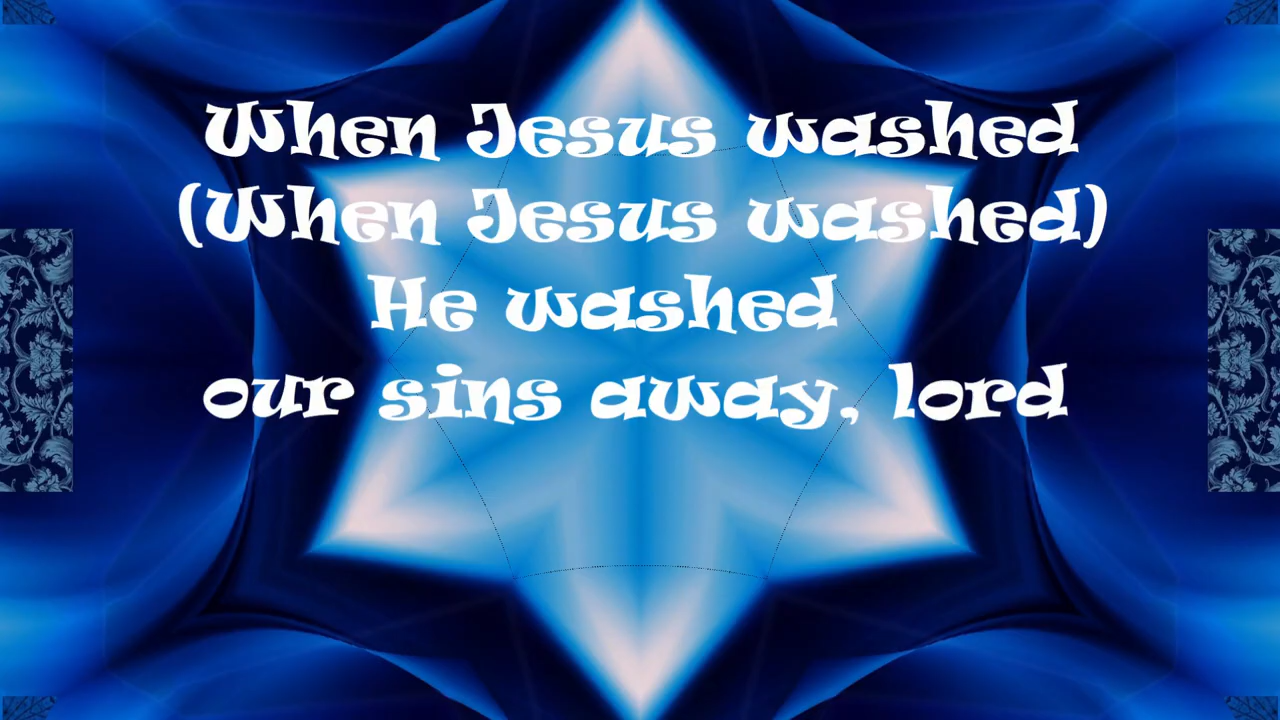 When Jesus washed
(When Jesus washed)
He washed
our sins away, lord